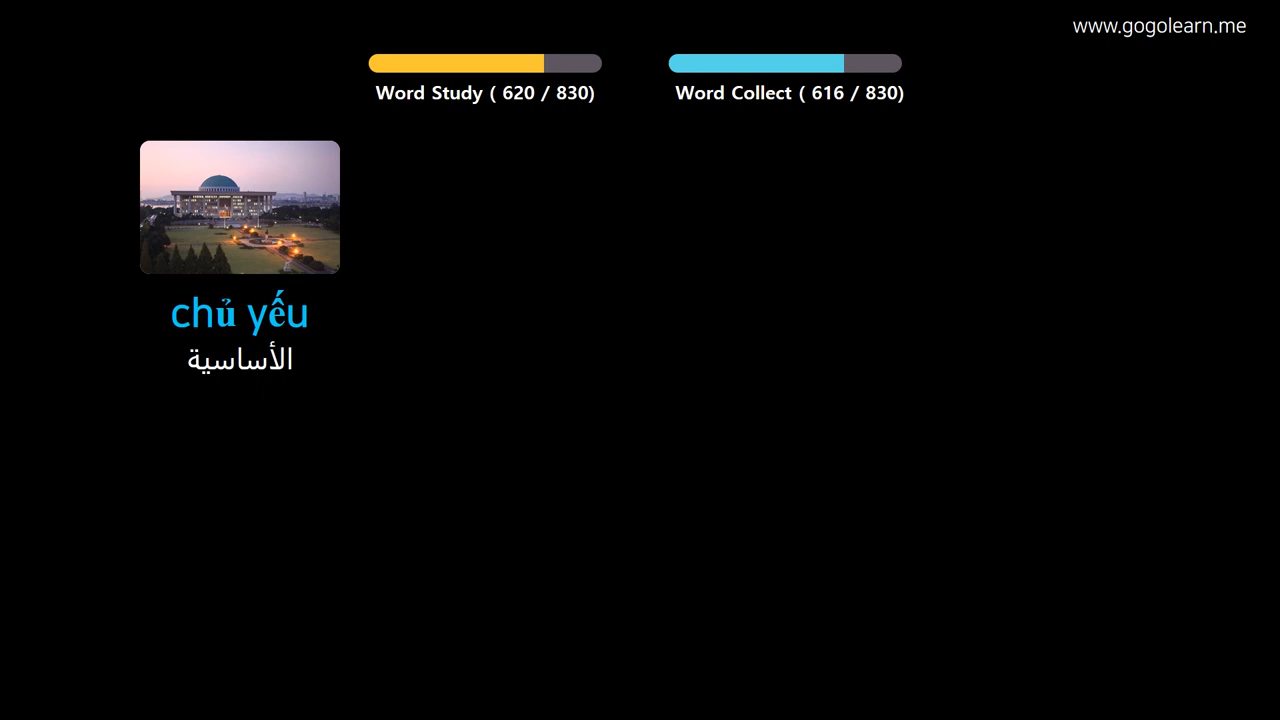 www.gogolearn.me
Word Study ( 620 / 830)
Word Collect ( 616 / 830)
chủ yếu
الأساسية